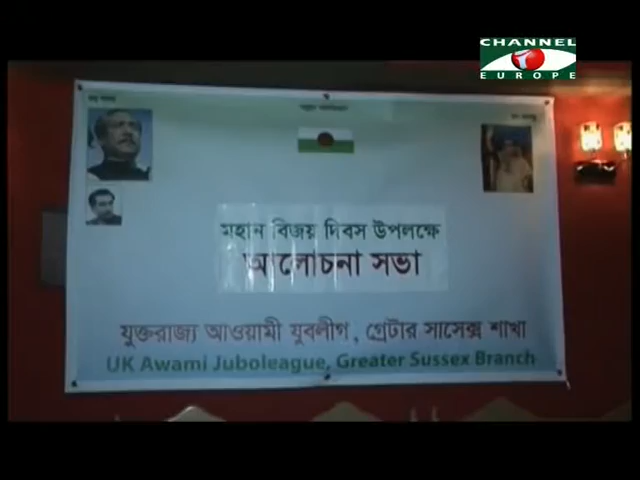 CHANNEL
EUROPE
মহান বিজয় দিবস উপলক্ষে
আলোচনা সভা
যুক্তরাজ্য আওয়ামী যুবলীগ, গ্রেটার সাসেক্স শাখা
UK Awami Juboleague, Greater Sussex Branch